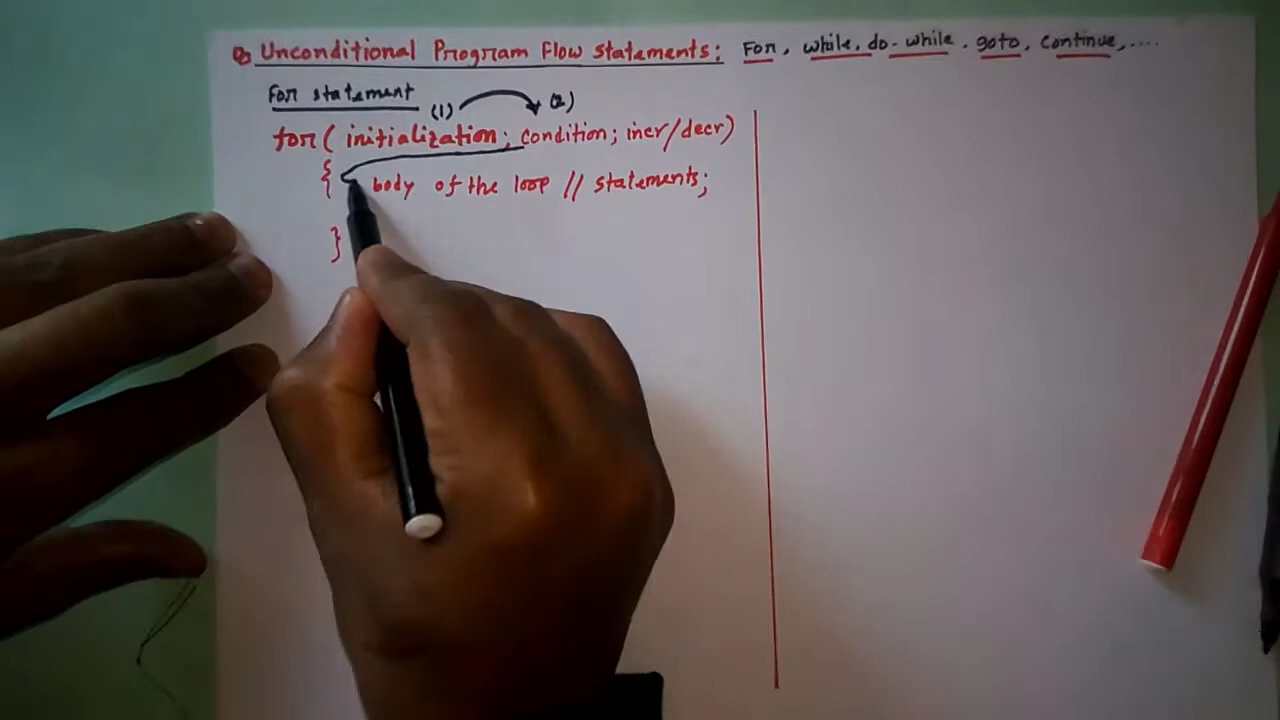 Unconditional Program Flow statements: For, while, do-while, goto, continue,....
For statement
(1) (2)
for( initialization; condition; incr/decr)
{ body of the loop // statements;
}